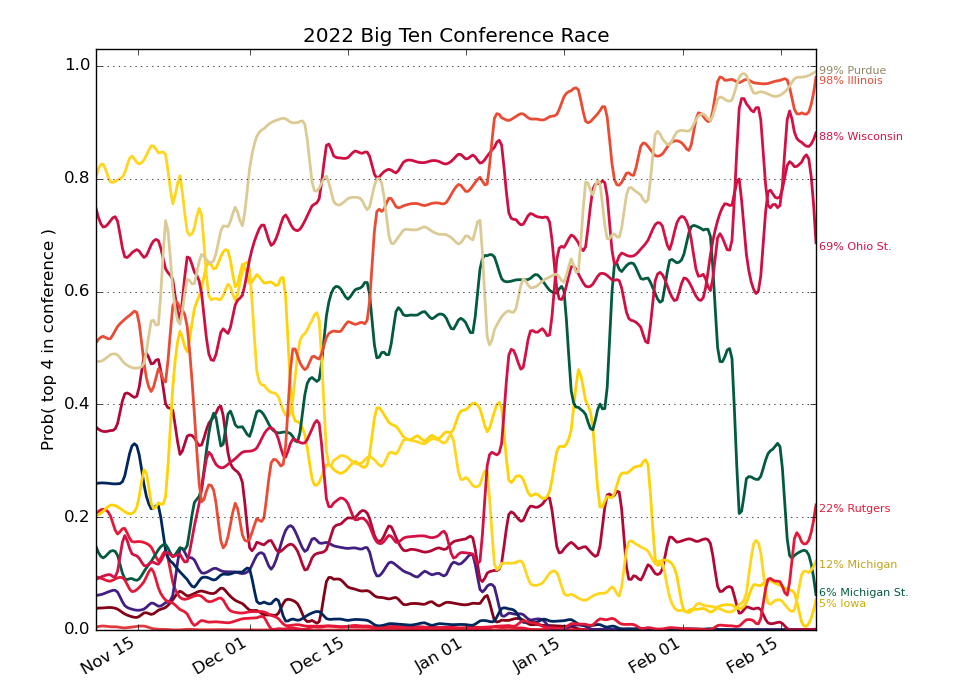 2022 Big Ten Conference Race
Prob( top 4 in conference )
1.0
0.8
0.6
0.4
0.2
0.0
Nov 15
Dec 01
Dec 15
Jan 01
Jan 15
Feb 01
Feb 15
99% Purdue
98% Illinois
88% Wisconsin
69% Ohio St.
22% Rutgers
12% Michigan
6% Michigan St.
5% Iowa